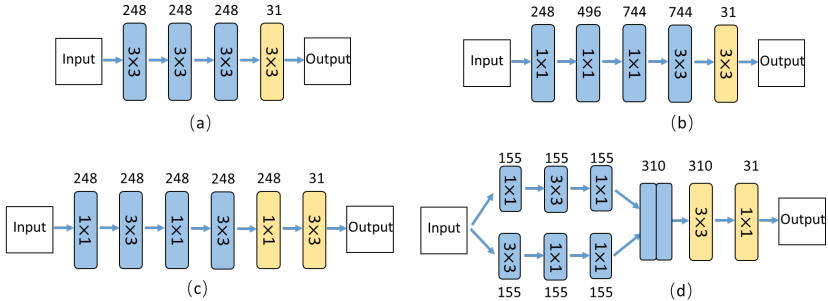 248 248 248 31
Input 3×3 3×3 3×3 3×3 Output
(a)
248 496 744 744 31
Input 1×1 1×1 1×1 3×3 3×3 Output
(b)
248 248 248 248 248 31
Input 1×1 3×3 1×1 3×3 1×1 3×3 Output
(c)
155 155 155 310 310 31
1×1 3×3 1×1
Input 3×3 1×1 Output
3×3 1×1 1×1
155 155 155
(d)